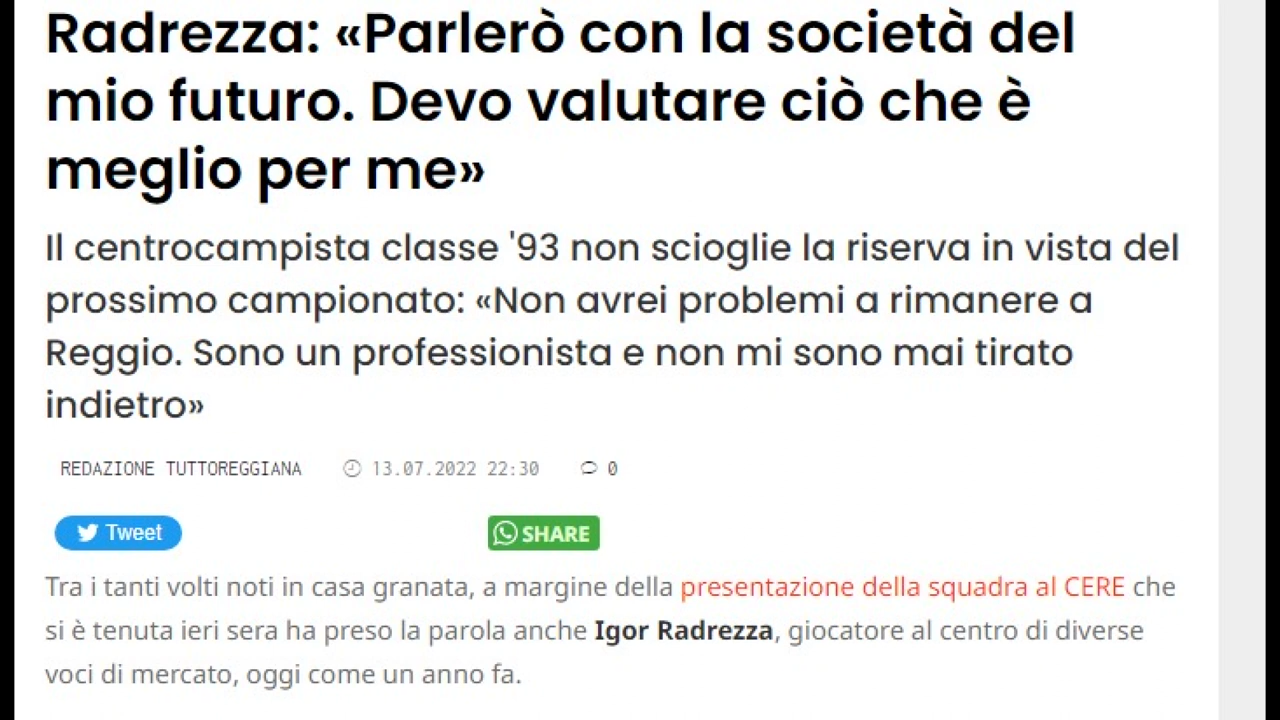 Radrezza: «Parlerò con la società del
mio futuro. Devo valutare ciò che è
meglio per me»
Il centrocampista classe '93 non scioglie la riserva in vista del
prossimo campionato: «Non avrei problemi a rimanere a
Reggio. Sono un professionista e non mi sono mai tirato
indietro»
REDAZIONE TUTTOREGGIANA 13.07.2022 22:30 0
Tweet SHARE
Tra i tanti volti noti in casa granata, a margine della presentazione della squadra al CERE che
si è tenuta ieri sera ha preso la parola anche Igor Radrezza, giocatore al centro di diverse
voci di mercato, oggi come un anno fa.